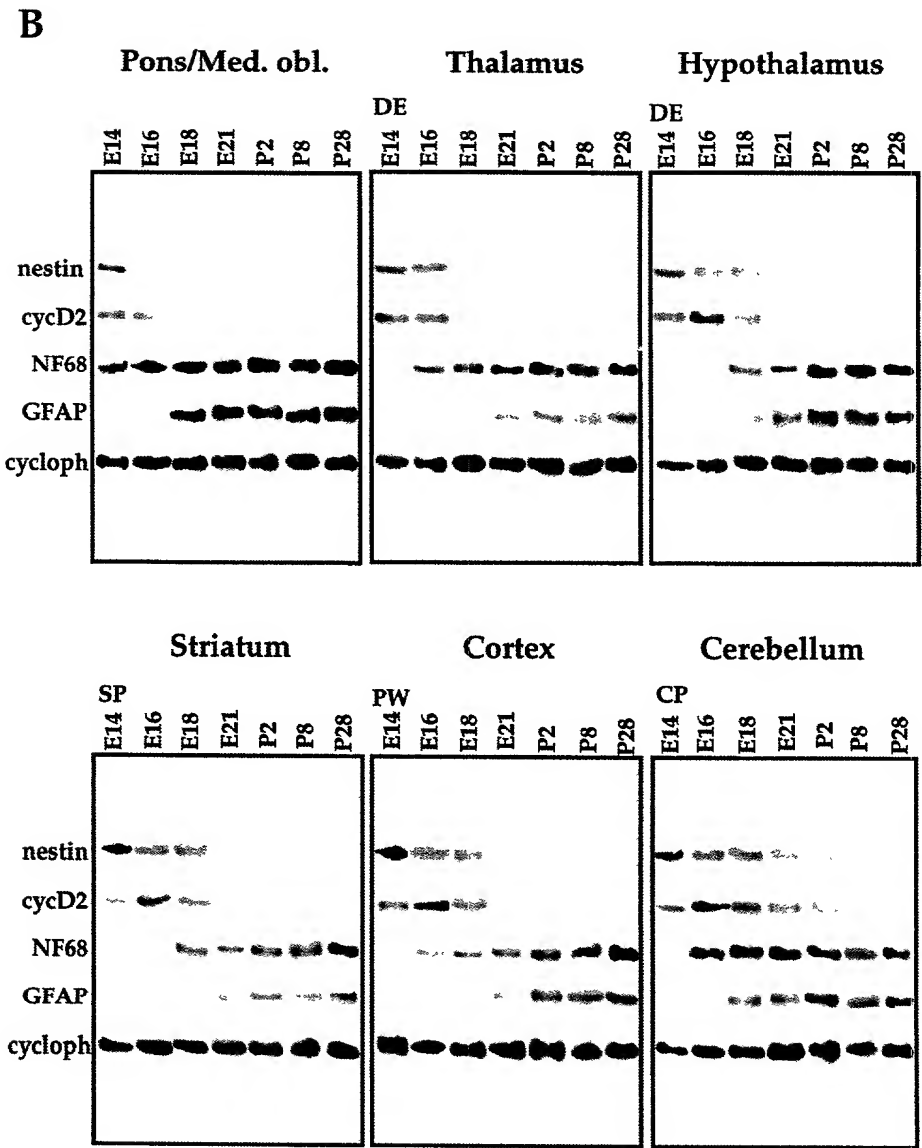 B
Pons/Med. obl. Thalamus Hypothalamus
DE DE
E14 E16 E18 E21 P2 P8 P28 E14 E16 E18 E21 P2 P8 P28 E14 E16 E18 E21 P2 P8 P28
nestin
cycD2
NF68
GFAP
cycloph
Striatum Cortex Cerebellum
SP PW CP
E14 E16 E18 E21 P2 P8 P28 E14 E16 E18 E21 P2 P8 P28 E14 E16 E18 E21 P2 P8 P28
nestin
cycD2
NF68
GFAP
cycloph